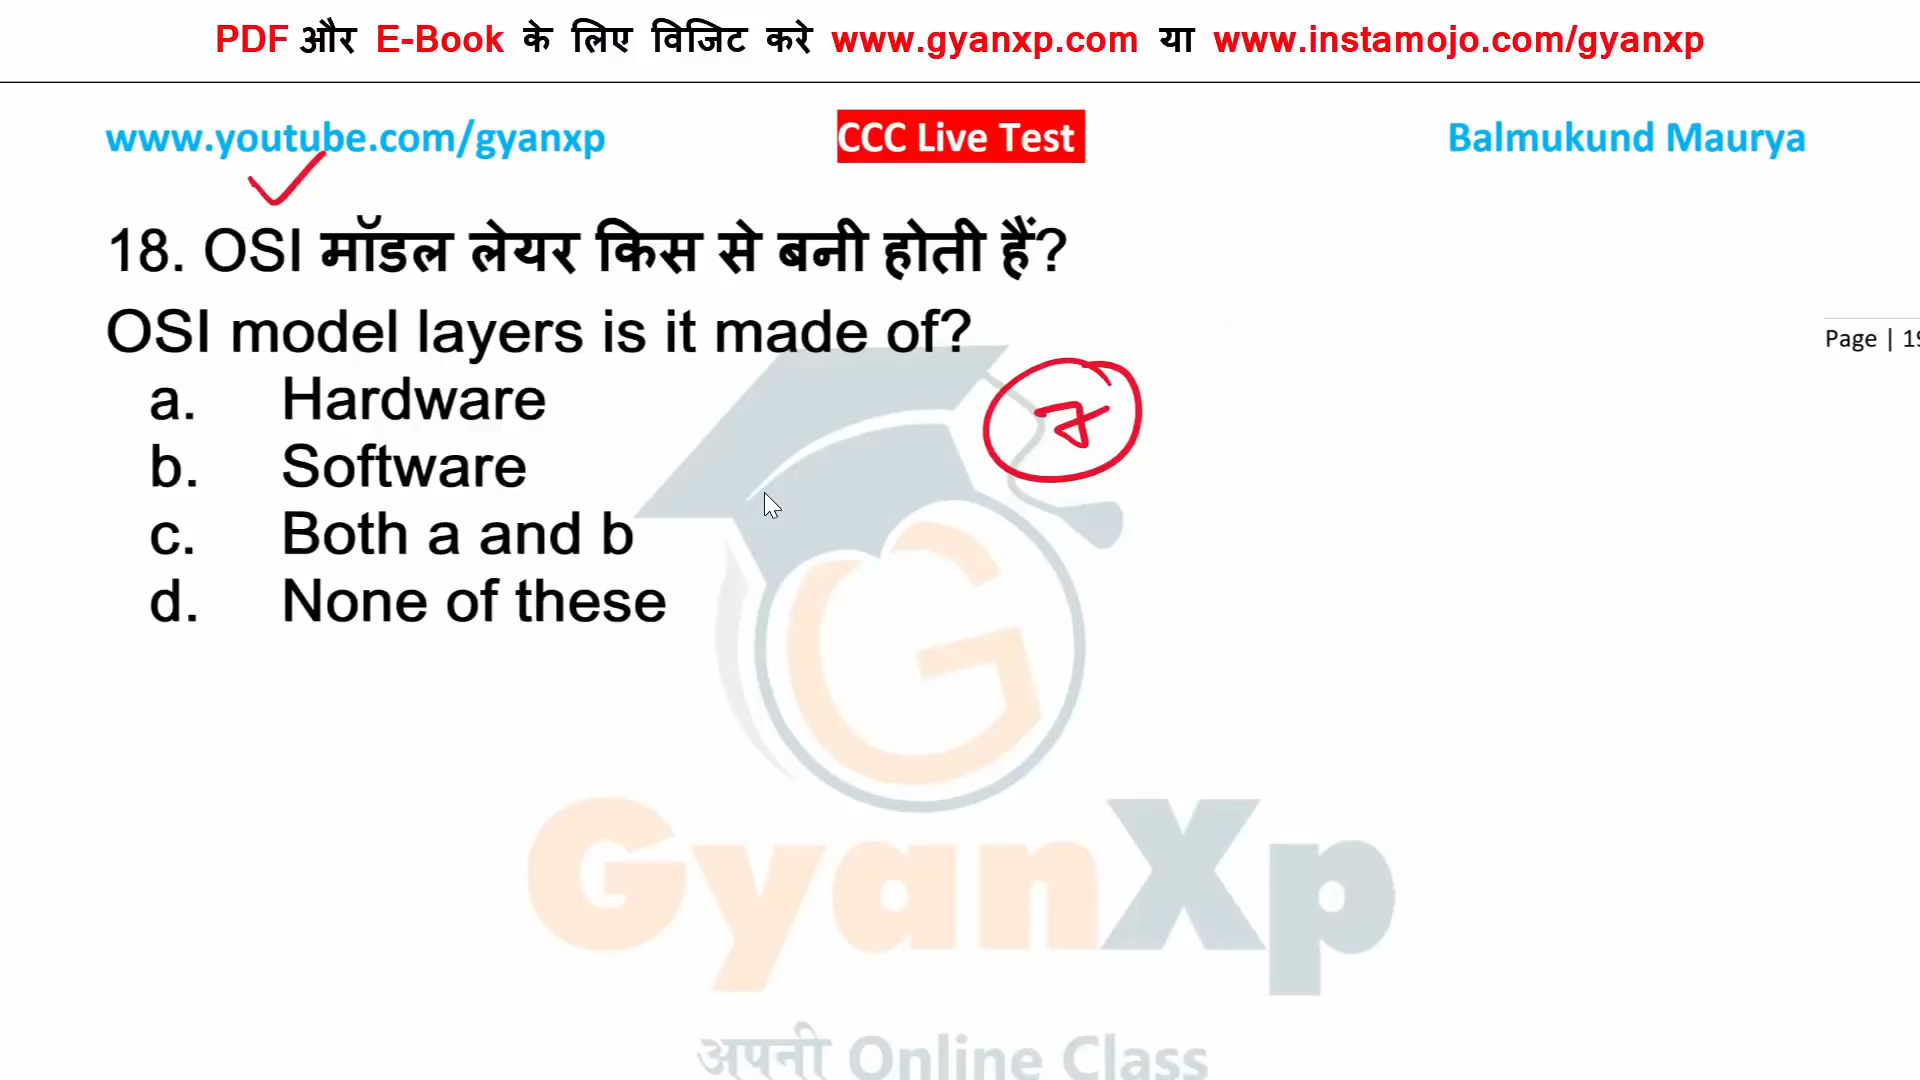 PDF और E-Book के लिए विजिट करे www.gyanxp.com या www.instamojo.com/gyanxp
www.youtube.com/gyanxp CCC Live Test Balmukund Maurya
18. OSI मॉडल लेयर किस से बनी होती हैं?
OSI model layers is it made of?
Page | 19
a. Hardware
b. Software
c. Both a and b
d. None of these
G
GyanXp
अपनी Online Class